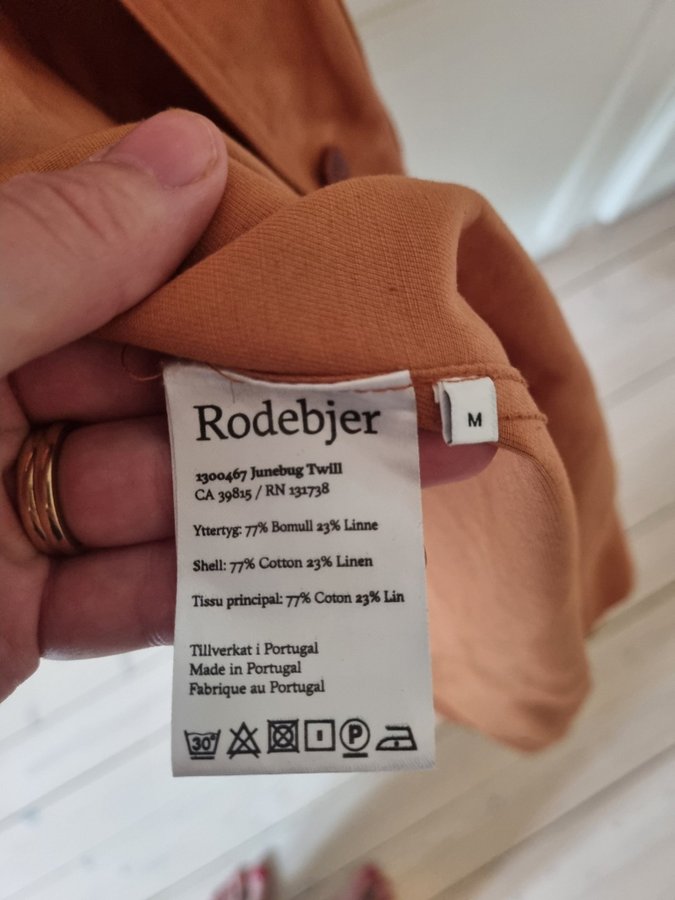 Rodebjer
M
1300467 Junebug Twill
CA 39815 / RN 131738
Yttertyg: 77% Bomull 23% Linne
Shell: 77% Cotton 23% Linen
Tissu principal: 77% Coton 23% Lin
Tillverkat i Portugal
Made in Portugal
Fabrique au Portugal
30°
P